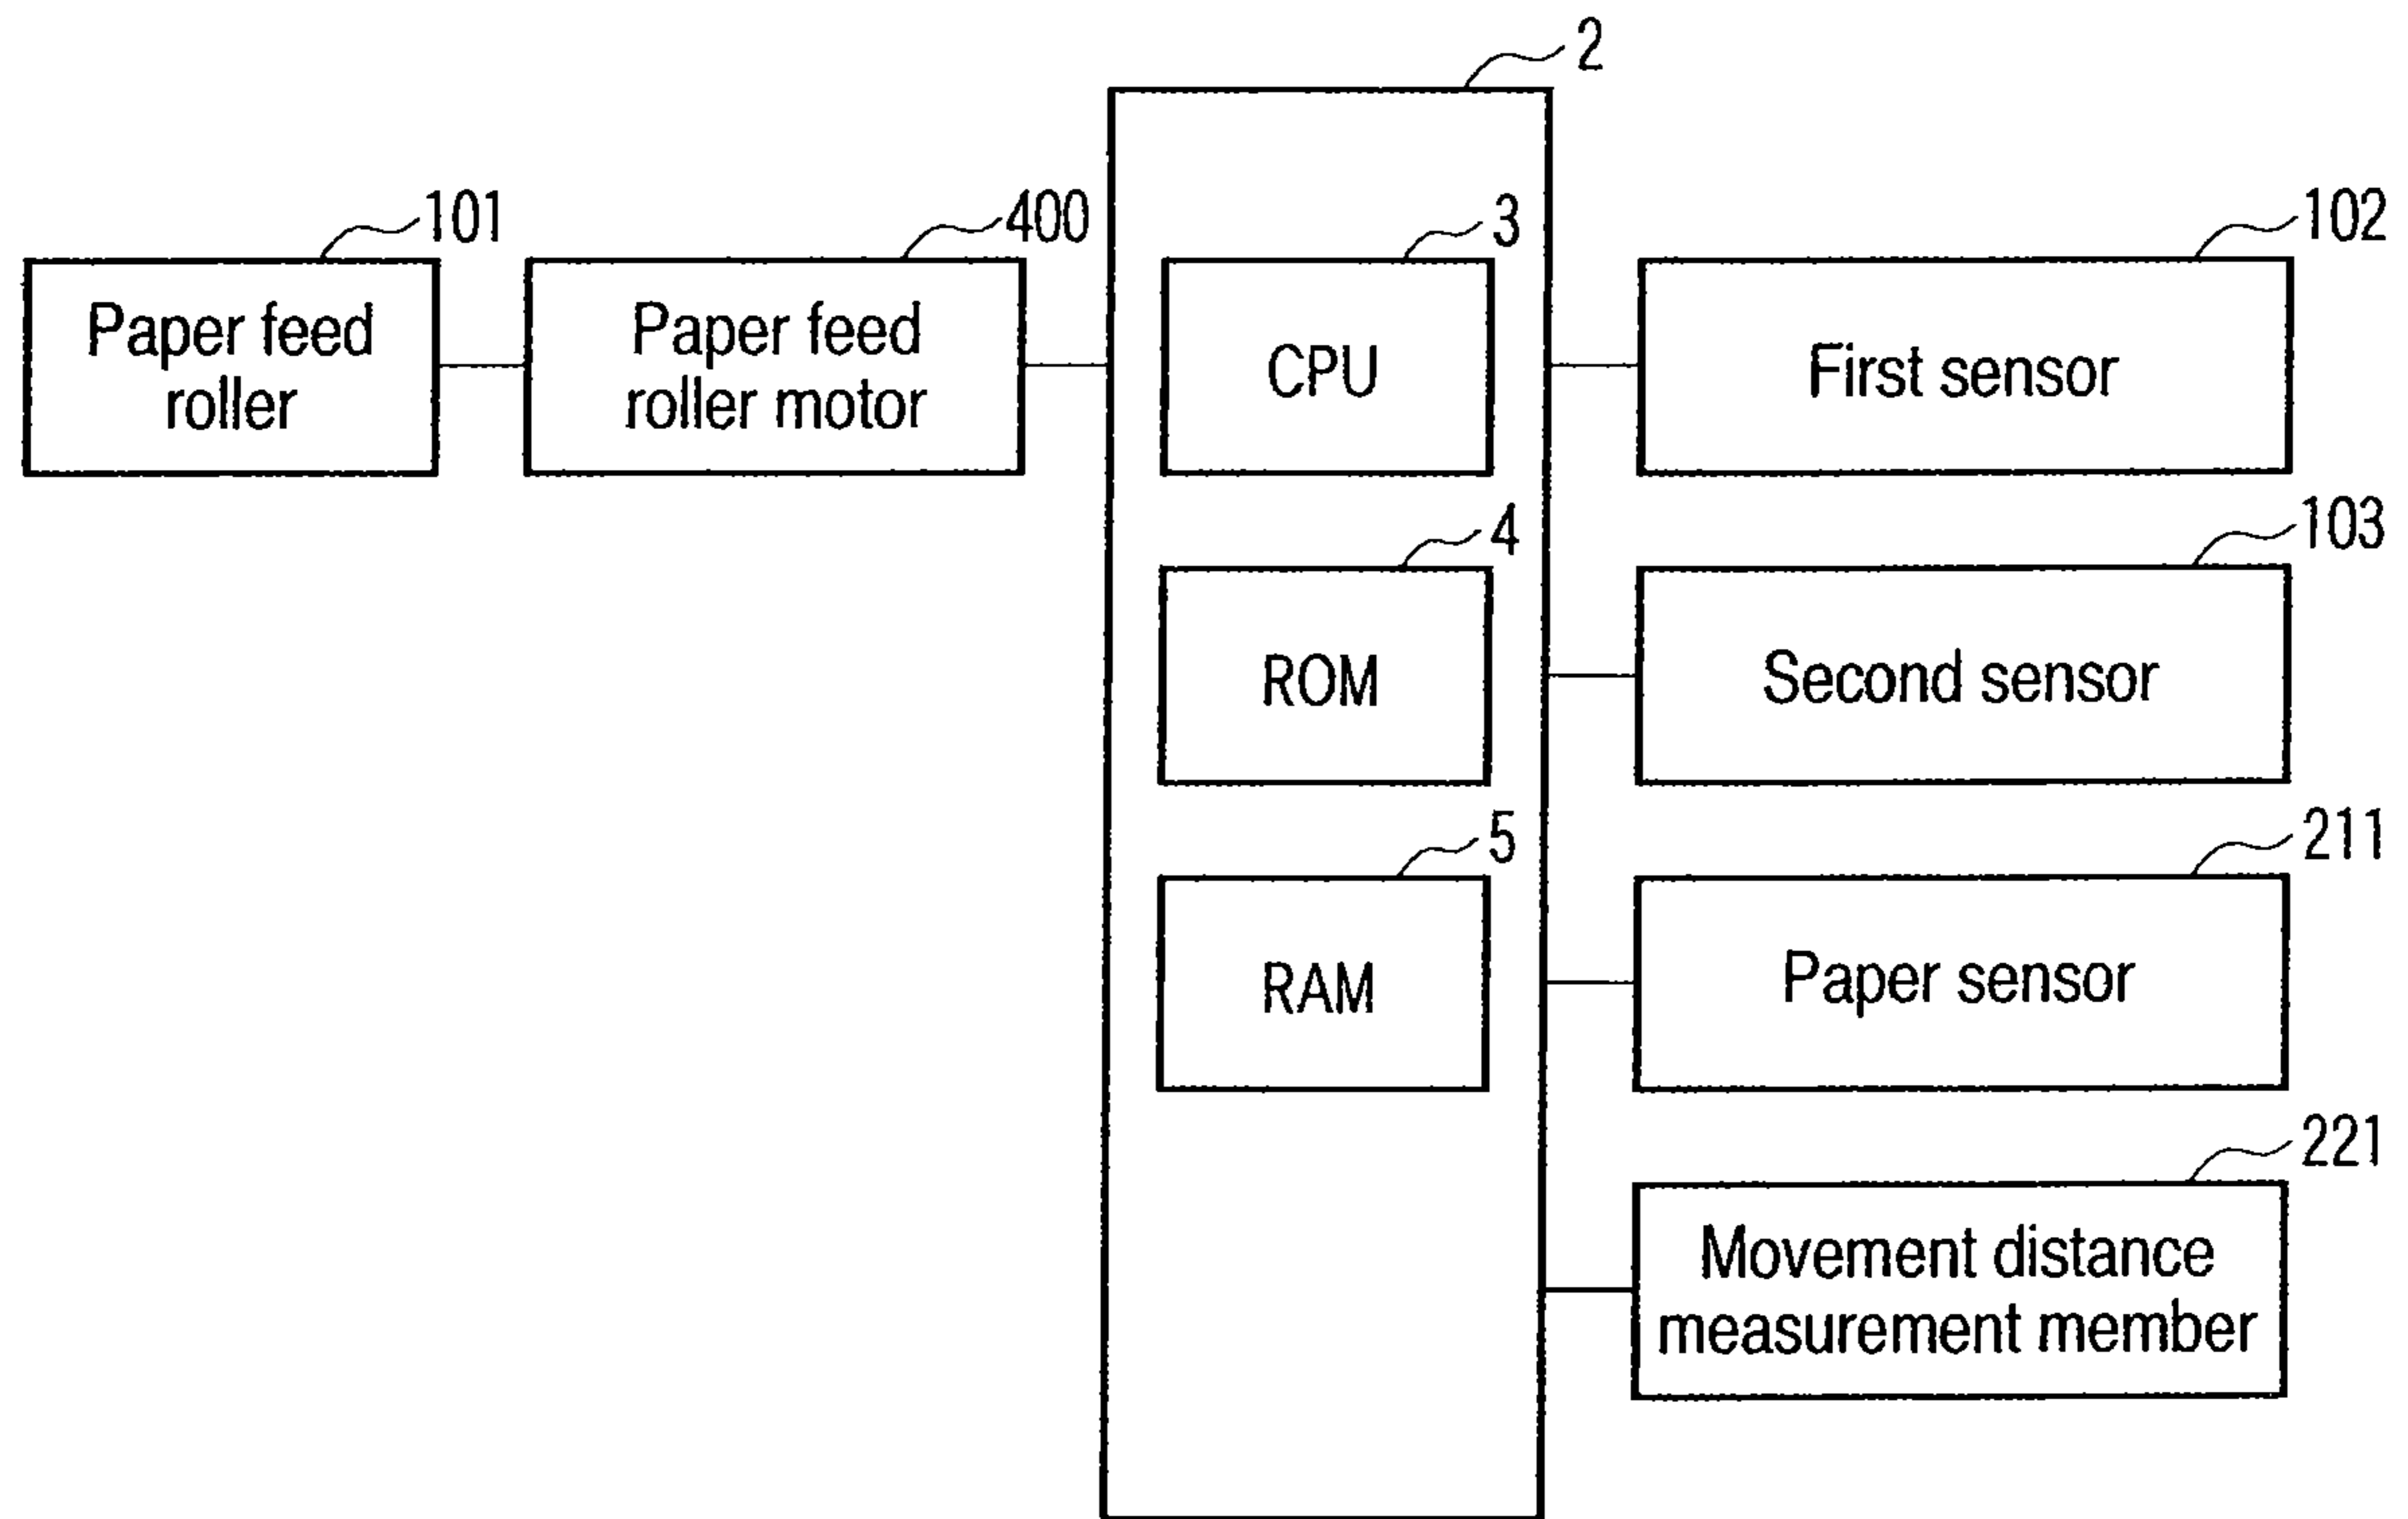 2
101
400
3
102
Paper feed
roller
Paper feed
roller motor
CPU
First sensor
4
103
ROM
Second sensor
5
211
RAM
Paper sensor
221
Movement distance
measurement member